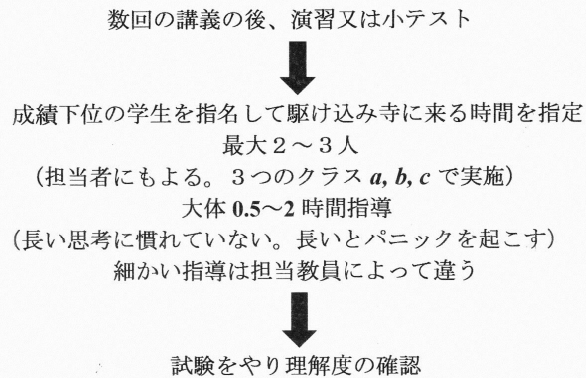 数回の講義の後、演習又は小テスト
成績下位の学生を指名して駆け込み寺に来る時間を指定
最大２～３人
(担当者にもよる。３つのクラス a, b, c で実施)
大体 0.5～2 時間指導
(長い思考に慣れていない。長いとパニックを起こす)
細かい指導は担当教員によって違う
試験をやり理解度の確認